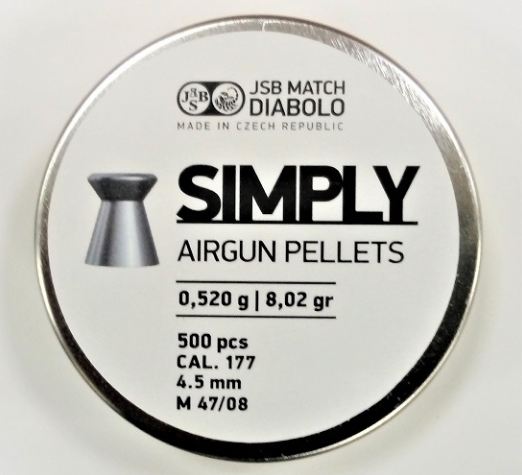 JSB
JSB MATCH
DIABOLO
MADE IN CZECH REPUBLIC
SIMPLY
AIRGUN PELLETS
0,520 g | 8,02 gr
500 pcs
CAL. 177
4.5 mm
M 47/08